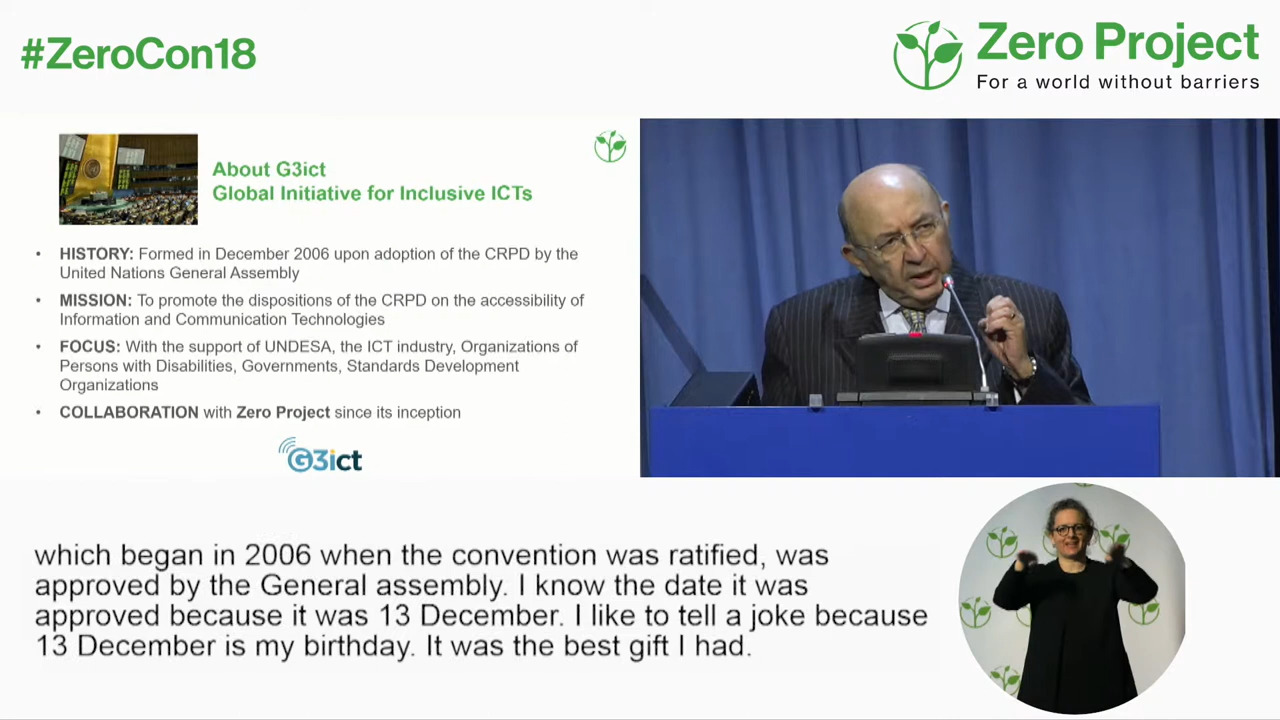 #ZeroCon18
Zero Project
For a world without barriers
About G3ict
Global Initiative for Inclusive ICTs
• HISTORY: Formed in December 2006 upon adoption of the CRPD by the
United Nations General Assembly
• MISSION: To promote the dispositions of the CRPD on the accessibility of
Information and Communication Technologies
• FOCUS: With the support of UNDESA, the ICT industry, Organizations of
Persons with Disabilities, Governments, Standards Development
Organizations
• COLLABORATION with Zero Project since its inception
G3ict
which began in 2006 when the convention was ratified, was
approved by the General assembly. I know the date it was
approved because it was 13 December. I like to tell a joke because
13 December is my birthday. It was the best gift I had.